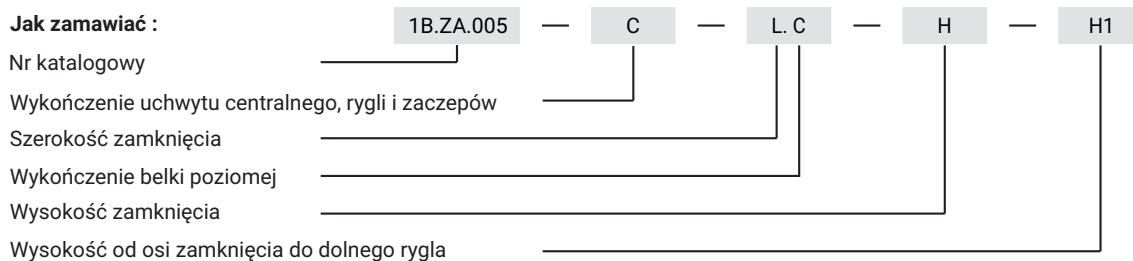 Jak zamawiać : 1B.ZA.005 — C — L. C — H — H1
Nr katalogowy
Wykończenie uchwytu centralnego, rygli i zaczepów
Szerokość zamknięcia
Wykończenie belki poziomej
Wysokość zamknięcia
Wysokość od osi zamknięcia do dolnego rygla